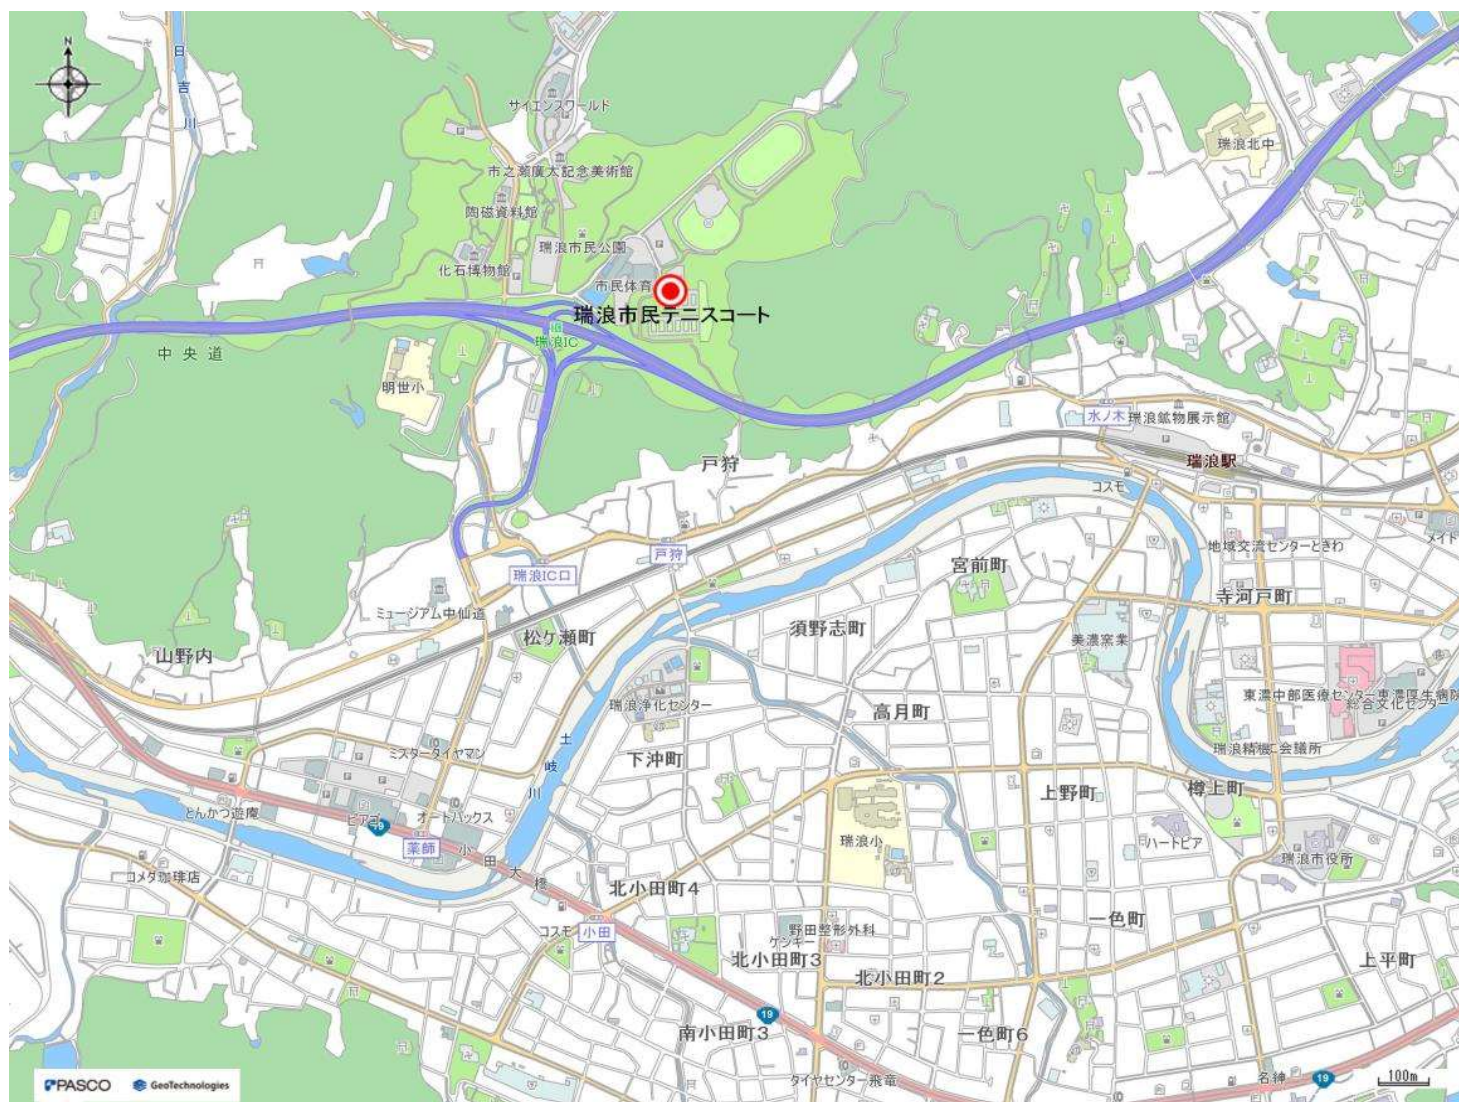 N
日吉川
サイエンスワールド
瑞浪北中
市之瀬廣太記念美術館
陶磁資料館
瑞浪市民公園
化石博物館
市民体育
瑞浪市民テニスコート
瑞浪IC
中央道
明世小
水ノ木
瑞浪鉱物展示館
戸狩
瑞浪駅
コスモ
地域交流センターときわ
メイド
戸狩
瑞浪IC口
宮前町
ミュージアム中仙道
寺河戸町
松ケ瀬町
須野志町
美濃窯業
山野内
東濃中部医療センター東濃厚生病院
総合文化センター
瑞浪浄化センター
高月町
土岐川
ミスタータイヤマン
下沖町
瑞浪精機
会議所
上野町
樽上町
とんかつ遊庵
ピアゴ
19
オートバックス
薬師
小田大橋
瑞浪小
ハートピア
瑞浪市役所
コメダ珈琲店
北小田町4
一色町
コスモ
小田
野田整形外科
ケンキー
北小田町3
上平町
北小田町2
19
南小田町3
一色町6
タイヤセンター飛竜
名紳
19
100m
PASCO
GeoTechnologies